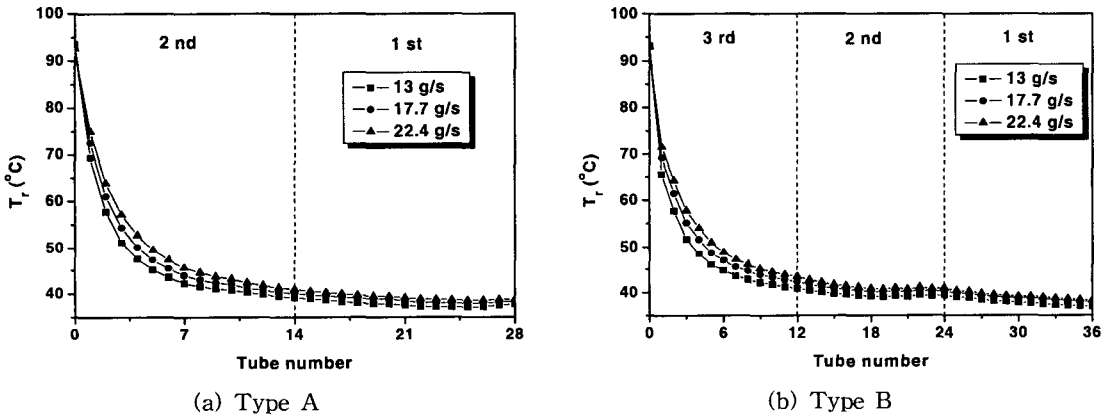 100
90
80
70
60
50
40
T_r (°C)
2 nd
1 st
13 g/s
17.7 g/s
22.4 g/s
0 7 14 21 28
Tube number
(a) Type A
100
90
80
70
60
50
40
T_r (°C)
3 rd
2 nd
1 st
13 g/s
17.7 g/s
22.4 g/s
0 6 12 18 24 30 36
Tube number
(b) Type B